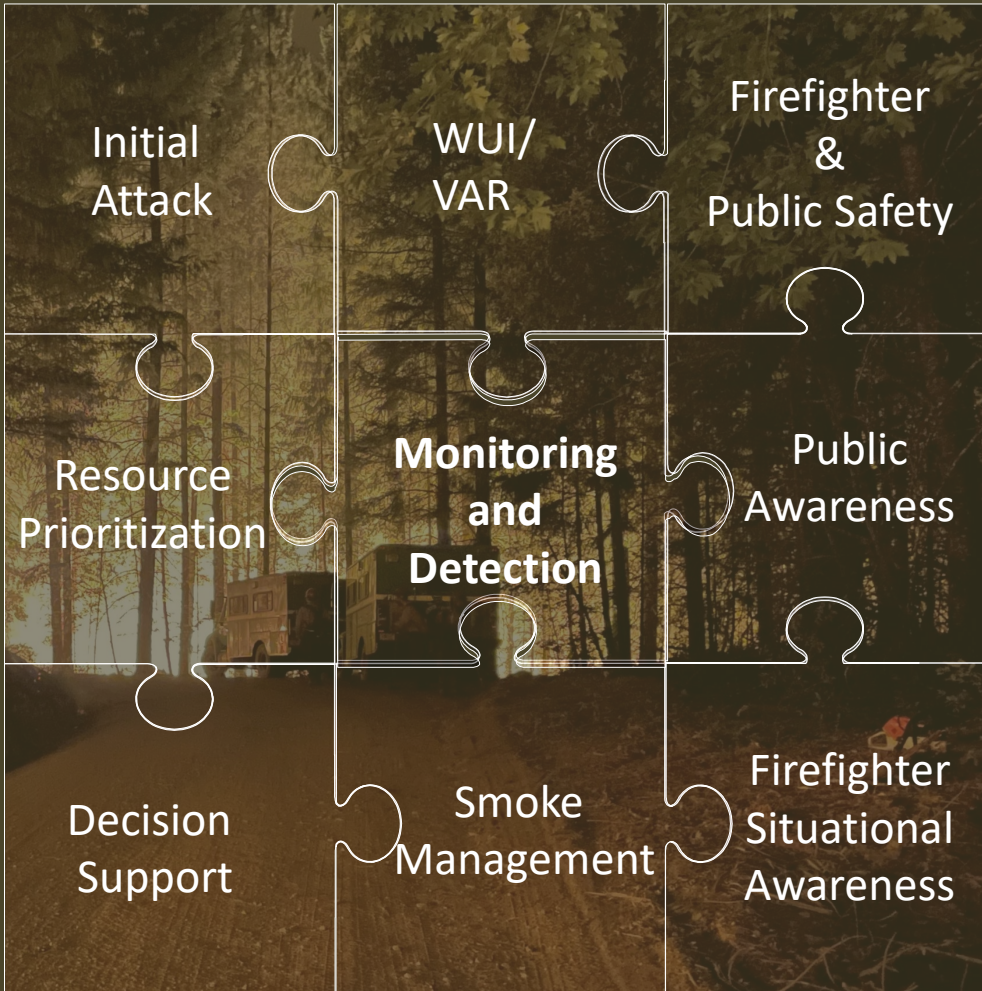 Initial
Attack
WUI/
VAR
Firefighter
&
Public Safety
Resource
Prioritization
Monitoring
and
Detection
Public
Awareness
Decision
Support
Smoke
Management
Firefighter
Situational
Awareness